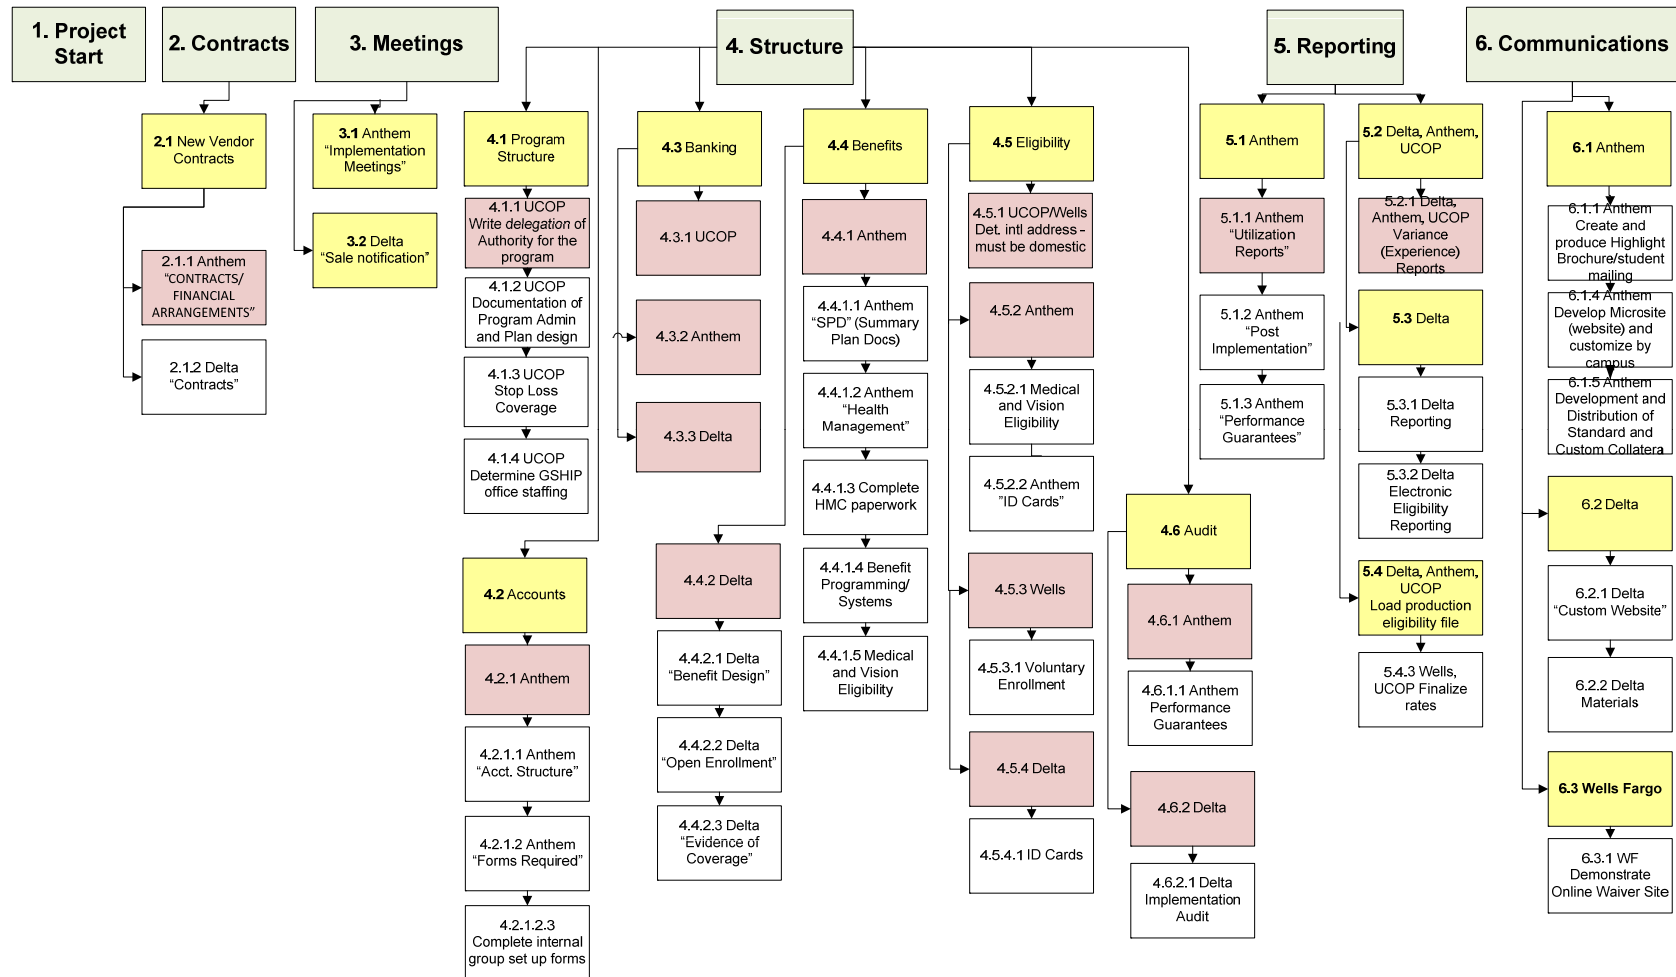 1. Project
Start
2. Contracts
3. Meetings
4. Structure
5. Reporting
6. Communications
2.1 New Vendor
Contracts
2.1.1 Anthem
“CONTRACTS/
FINANCIAL
ARRANGEMENTS”
2.1.2 Delta
“Contracts”
3.1 Anthem
“Implementation
Meetings”
3.2 Delta
“Sale notification”
4.1 Program
Structure
4.1.1 UCOP
Write delegation of
Authority for the
program
4.1.2 UCOP
Documentation of
Program Admin
and Plan design
4.1.3 UCOP
Stop Loss
Coverage
4.1.4 UCOP
Determine GSHIP
office staffing
4.2 Accounts
4.2.1 Anthem
4.2.1.1 Anthem
“Acct. Structure”
4.2.1.2 Anthem
“Forms Required”
4.2.1.2.3
Complete internal
group set up forms
4.3 Banking
4.3.1 UCOP
4.3.2 Anthem
4.3.3 Delta
4.4 Benefits
4.4.1 Anthem
4.4.1.1 Anthem
“SPD” (Summary
Plan Docs)
4.4.1.2 Anthem
“Health
Management”
4.4.1.3 Complete
HMC paperwork
4.4.1.4 Benefit
Programming/
Systems
4.4.1.5 Medical
and Vision
Eligibility
4.4.2 Delta
4.4.2.1 Delta
“Benefit Design”
4.4.2.2 Delta
“Open Enrollment”
4.4.2.3 Delta
“Evidence of
Coverage”
4.5 Eligibility
4.5.1 UCOP/Wells
Det. intl address –
must be domestic
4.5.2 Anthem
4.5.2.1 Medical
and Vision
Eligibility
4.5.2.2 Anthem
”ID Cards”
4.5.3 Wells
4.5.3.1 Voluntary
Enrollment
4.5.4 Delta
4.5.4.1 ID Cards
4.6 Audit
4.6.1 Anthem
4.6.1.1 Anthem
Performance
Guarantees
4.6.2 Delta
4.6.2.1 Delta
Implementation
Audit
5.1 Anthem
5.1.1 Anthem
“Utilization
Reports”
5.1.2 Anthem
“Post
Implementation”
5.1.3 Anthem
“Performance
Guarantees”
5.2 Delta, Anthem,
UCOP
5.2.1 Delta,
Anthem, UCOP
Variance
(Experience)
Reports
5.3 Delta
5.3.1 Delta
Reporting
5.3.2 Delta
Electronic
Eligibility
Reporting
5.4 Delta, Anthem,
UCOP
Load production
eligibility file
5.4.3 Wells,
UCOP Finalize
rates
6.1 Anthem
6.1.1 Anthem
Create and
produce Highlight
Brochure/student
mailing
6.1.4 Anthem
Develop Microsite
(website) and
customize by
campus
6.1.5 Anthem
Development and
Distribution of
Standard and
Custom Collatera
6.2 Delta
6.2.1 Delta
“Custom Website”
6.2.2 Delta
Materials
6.3 Wells Fargo
6.3.1 WF
Demonstrate
Online Waiver Site